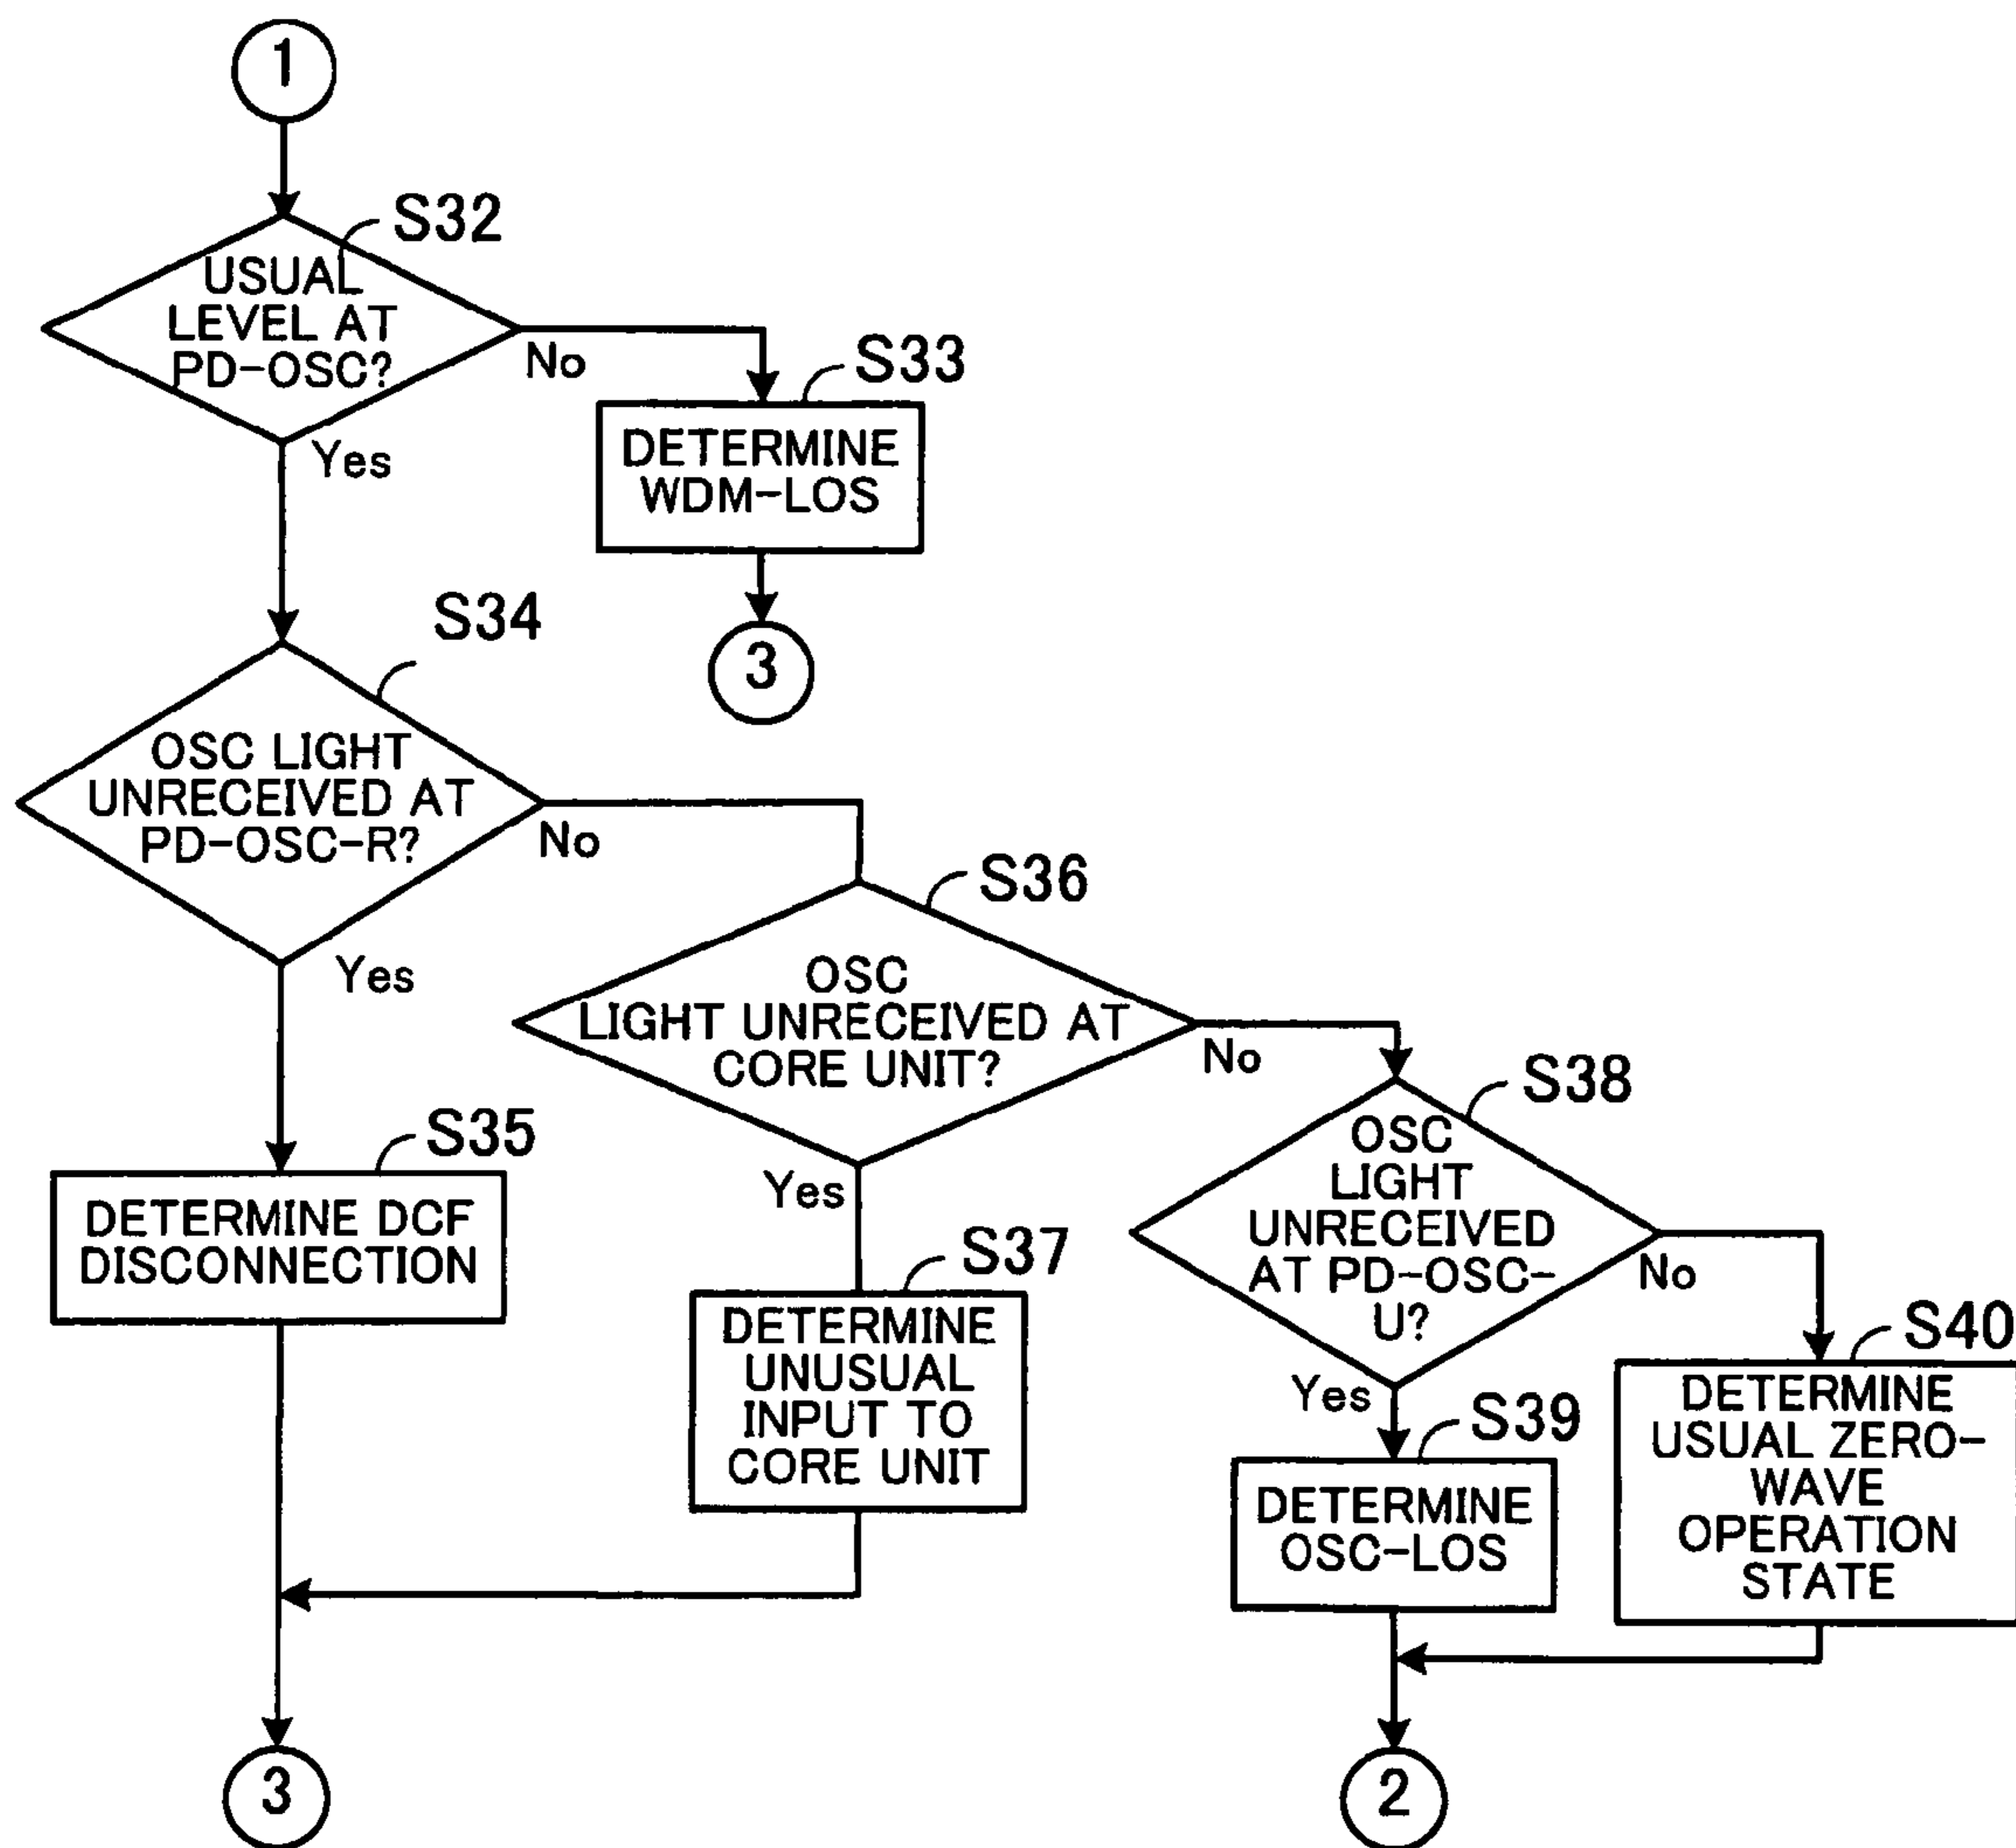 1
S32
USUAL
LEVEL AT
PD-OSC?
No
Yes
S33
DETERMINE
WDM-LOS
3
S34
OSC LIGHT
UNRECEIVED AT
PD-OSC-R?
No
Yes
S36
OSC
LIGHT UNRECEIVED AT
CORE UNIT?
No
Yes
S35
DETERMINE DCF
DISCONNECTION
S37
DETERMINE
UNUSUAL
INPUT TO
CORE UNIT
S38
OSC
LIGHT
UNRECEIVED
AT PD-OSC-
U?
No
Yes
S39
DETERMINE
OSC-LOS
S40
DETERMINE
USUAL ZERO-
WAVE
OPERATION
STATE
3
2